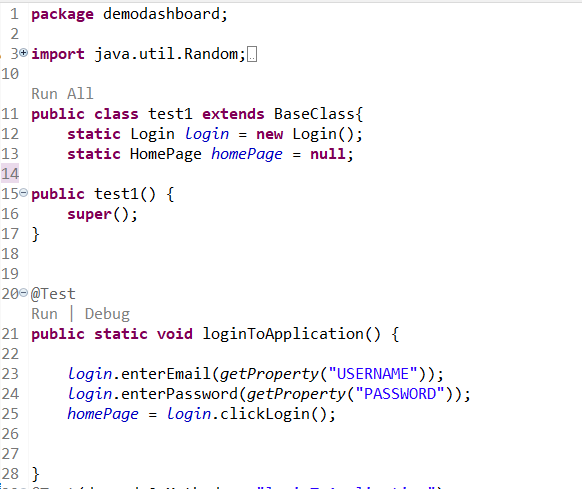 1 package demodashboard;
2
3 import java.util.Random;
10
Run All
11 public class test1 extends BaseClass{
12 static Login login = new Login();
13 static HomePage homePage = null;
14
15 public test1() {
16 super();
17 }
18
19
20 @Test
Run | Debug
21 public static void loginToApplication() {
22
23 login.enterEmail(getProperty("USERNAME"));
24 login.enterPassword(getProperty("PASSWORD"));
25 homePage = login.clickLogin();
26
27
28 }